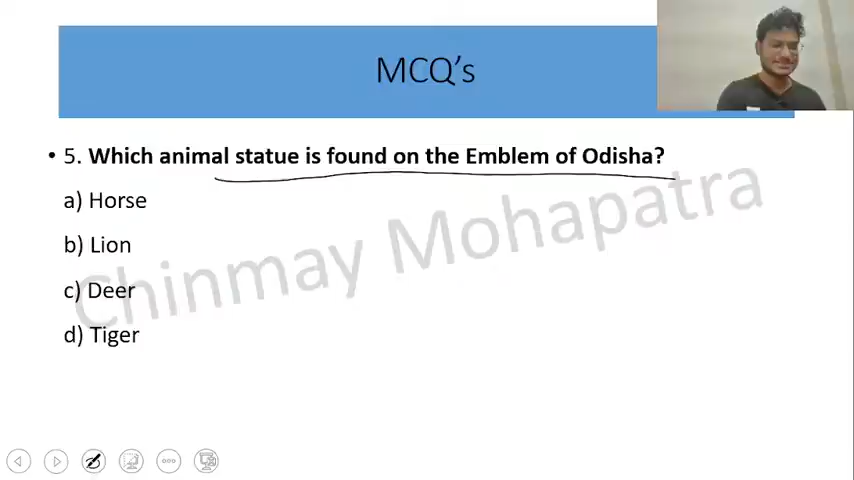 MCQ's
• 5. Which animal statue is found on the Emblem of Odisha?
a) Horse
b) Lion
c) Deer
d) Tiger
Chinmay Mohapatra